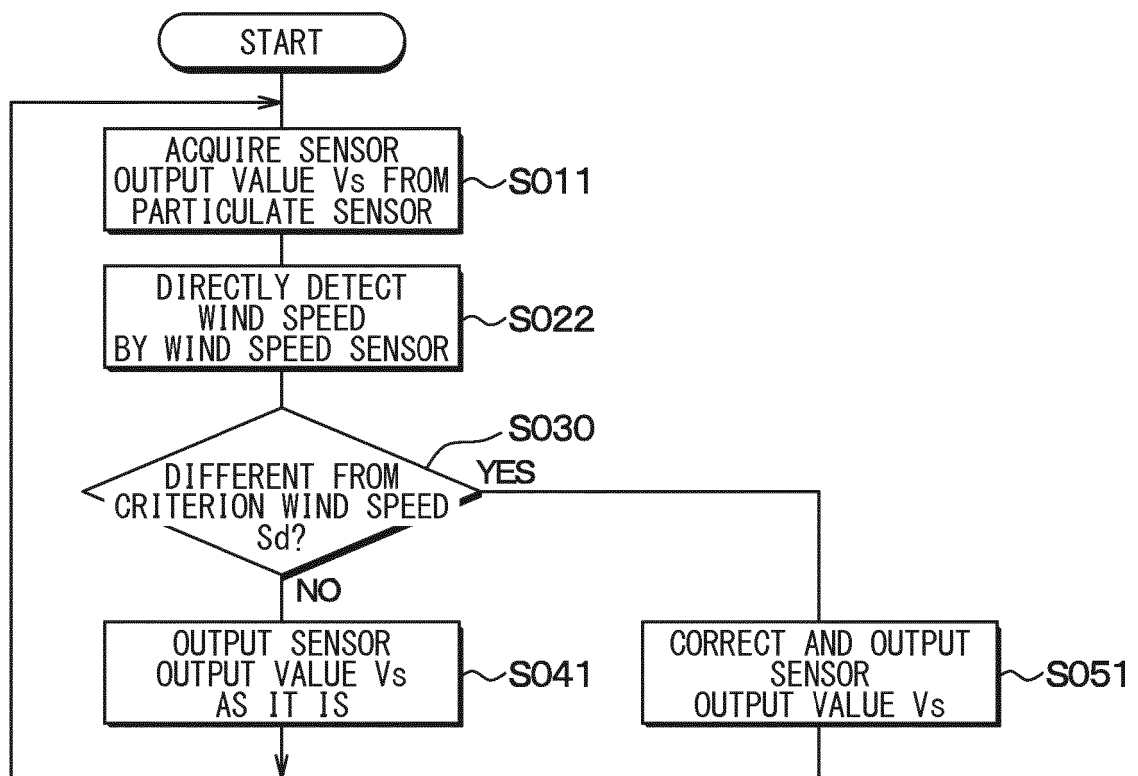 START
ACQUIRE SENSOR
OUTPUT VALUE Vs FROM
PARTICULATE SENSOR
S011
DIRECTLY DETECT
WIND SPEED
BY WIND SPEED SENSOR
S022
S030
DIFFERENT FROM
CRITERION WIND SPEED
Sd?
YES
NO
OUTPUT SENSOR
OUTPUT VALUE Vs
AS IT IS
S041
CORRECT AND OUTPUT
SENSOR
OUTPUT VALUE Vs
S051